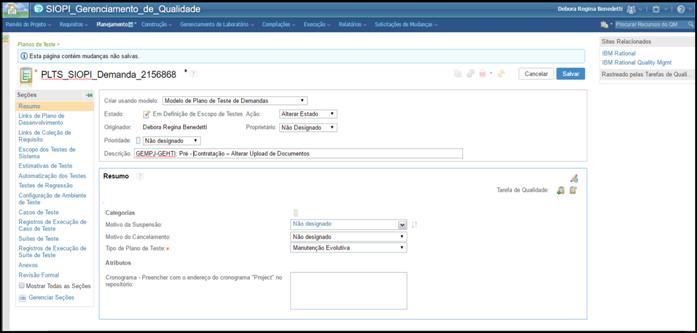 SIOPI_Gerenciamento_de_Qualidade
Debora Regina Benedetti
Painéis do Projeto Requisitos Planejamento Construção Gerenciamento de Laboratório Compilações Execução Relatórios Solicitações de Mudanças
Procurar Recursos do QM
Planos de Teste >
Esta página contém mudanças não salvas.
PLTS_SIOPI_Demanda_2156868
Cancelar Salvar
Sites Relacionados
IBM Rational
IBM Rational Quality Mgmt
Rastreado pelas Tarefas de Qualid...
Seções
Resumo
Links de Plano de
Desenvolvimento
Links de Coleção de
Requisito
Escopo dos Testes de
Sistema
Estimativas de Teste
Automatização dos Testes
Testes de Regressão
Configuração de Ambiente
de Teste
Casos de Teste
Registros de Execução de
Caso de Teste
Suítes de Teste
Registros de Execução de
Suíte de Teste
Anexos
Revisão Formal
Mostrar Todas as Seções
Gerenciar Seções
Criar usando modelo: Modelo de Plano de Teste de Demandas
Estado: Em Definição de Escopo de Testes Ação: Alterar Estado
Originador: Debora Regina Benedetti Proprietário: Não Designado
Prioridade: Não designado
Descrição GEMPJ-GEHTI: Pré - Contratação – Alterar Upload de Documentos
Resumo
Tarefa de Qualidade:
Categorias
Motivo da Suspensão: Não designado
Motivo do Cancelamento: Não designado
Tipo de Plano de Teste:* Manutenção Evolutiva
Atributos
Cronograma - Preencher com o endereço do cronograma "Project" no
repositório: